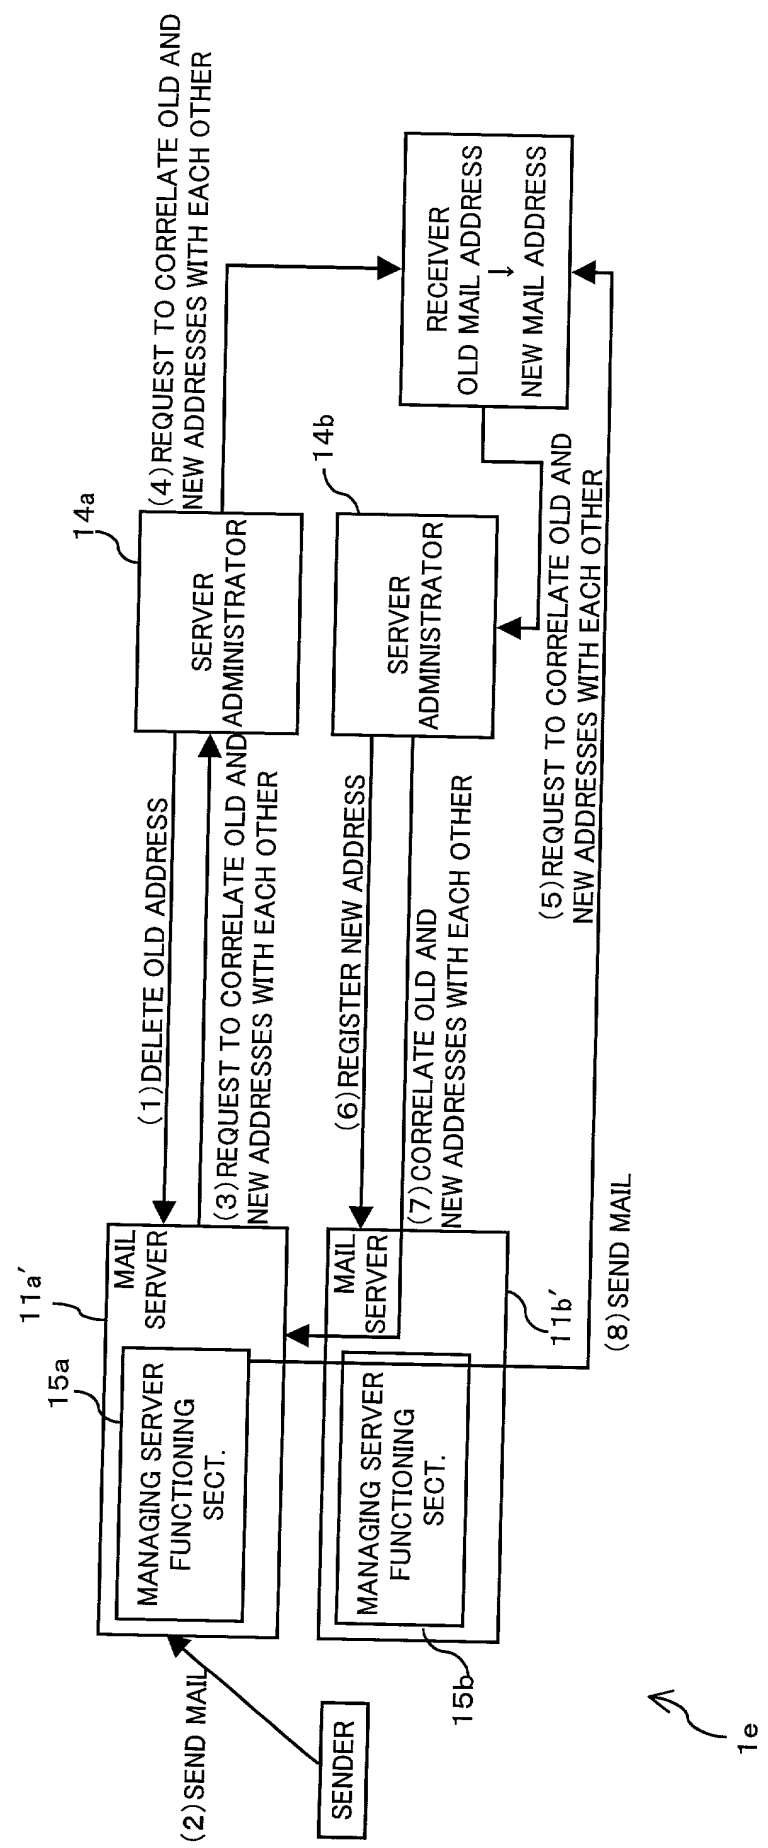 11a′
15a
MANAGING SERVER
FUNCTIONING
SECT.
MAIL
SERVER
(1)DELETE OLD ADDRESS
14a
SERVER
ADMINISTRATOR
(4)REQUEST TO CORRELATE OLD AND
NEW ADDRESSES WITH EACH OTHER
(2)SEND MAIL
(3)REQUEST TO CORRELATE OLD AND
NEW ADDRESSES WITH EACH OTHER
SENDER
MANAGING SERVER
FUNCTIONING
SECT.
15b
MAIL
SERVER
11b′
(6)REGISTER NEW ADDRESS
(7)CORRELATE OLD AND
NEW ADDRESSES WITH EACH OTHER
14b
SERVER
ADMINISTRATOR
RECEIVER
OLD MAIL ADDRESS
↓
NEW MAIL ADDRESS
(5)REQUEST TO CORRELATE OLD AND
NEW ADDRESSES WITH EACH OTHER
(8)SEND MAIL
1e